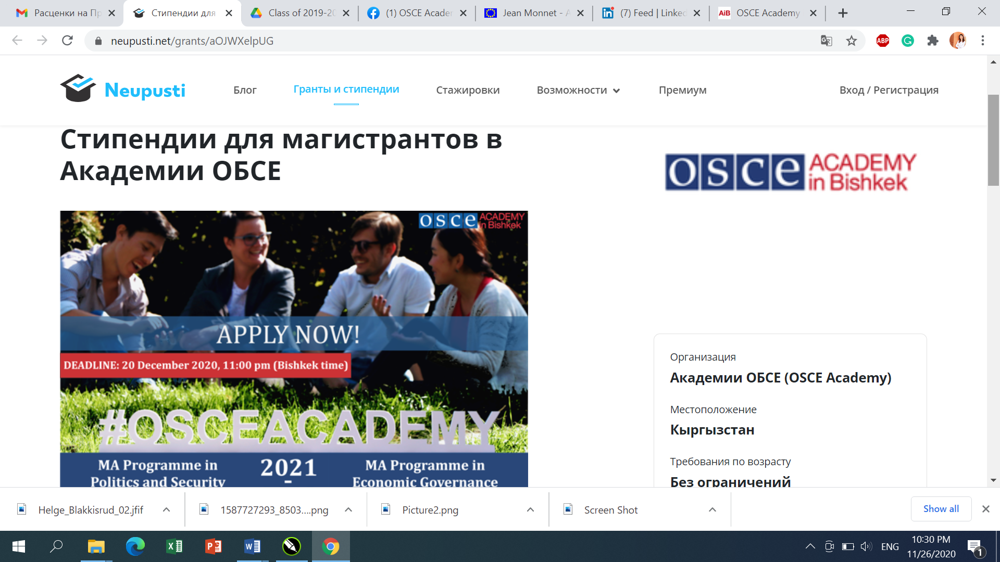 Расценки на Пр
Стипендии для
Class of 2019-20
(1) OSCE Acader
Jean Monnet - A
(7) Feed | Linked
AiB OSCE Academy
neupusti.net/grants/aOJWXelpUG
ABP
Neupusti
Блог
Гранты и стипендии
Стажировки
Возможности
Премиум
Вход / Регистрация
Стипендии для магистрантов в
Академии ОБСЕ
osce ACADEMY
in Bishkek
osce ACADEMY
in Bishkek
APPLY NOW!
DEADLINE: 20 December 2020, 11:00 pm (Bishkek time)
#OSCEACADEMY
MA Programme in
Politics and Security
2021
-
MA Programme in
Economic Governance
Организация
Академии ОБСЕ (OSCE Academy)
Местоположение
Кыргызстан
Требования по возрасту
Без ограничений
Helge_Blakkisrud_02.jfif
1587727293_8503....png
Picture2.png
Screen Shot
Show all
ENG
10:30 PM
11/26/2020
1